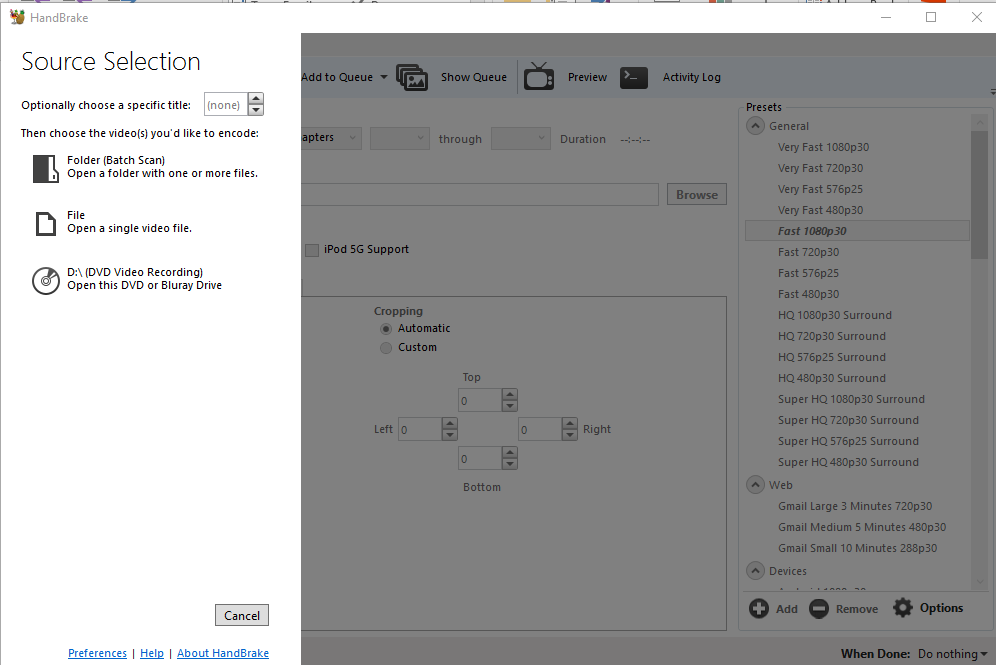 HandBrake
Source Selection
Optionally choose a specific title: (none)
Then choose the video(s) you'd like to encode:
Folder (Batch Scan)
Open a folder with one or more files.
File
Open a single video file.
D:\ (DVD Video Recording)
Open this DVD or Bluray Drive
Cancel
Preferences | Help | About HandBrake
Add to Queue Show Queue Preview Activity Log
through Duration --:--:--
Browse
iPod 5G Support
Cropping
Automatic
Custom
Top
0
Left 0 0 Right
0
Bottom
Presets
General
Very Fast 1080p30
Very Fast 720p30
Very Fast 576p25
Very Fast 480p30
Fast 1080p30
Fast 720p30
Fast 576p25
Fast 480p30
HQ 1080p30 Surround
HQ 720p30 Surround
HQ 576p25 Surround
HQ 480p30 Surround
Super HQ 1080p30 Surround
Super HQ 720p30 Surround
Super HQ 576p25 Surround
Super HQ 480p30 Surround
Web
Gmail Large 3 Minutes 720p30
Gmail Medium 5 Minutes 480p30
Gmail Small 10 Minutes 288p30
Devices
Add Remove Options
When Done: Do nothing